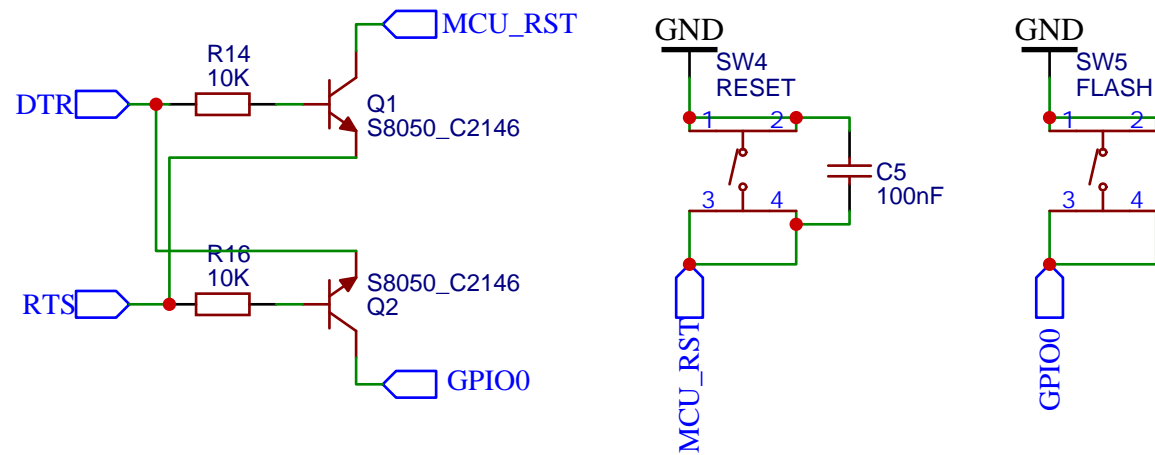 MCU_RST
R14
10K
DTR
Q1
S8050_C2146
R16
10K
RTS
S8050_C2146
Q2
GPIO0
GND
SW4
RESET
1 2
3 4
C5
100nF
MCU_RST
GND
SW5
FLASH
1 2
3 4
GPIO0